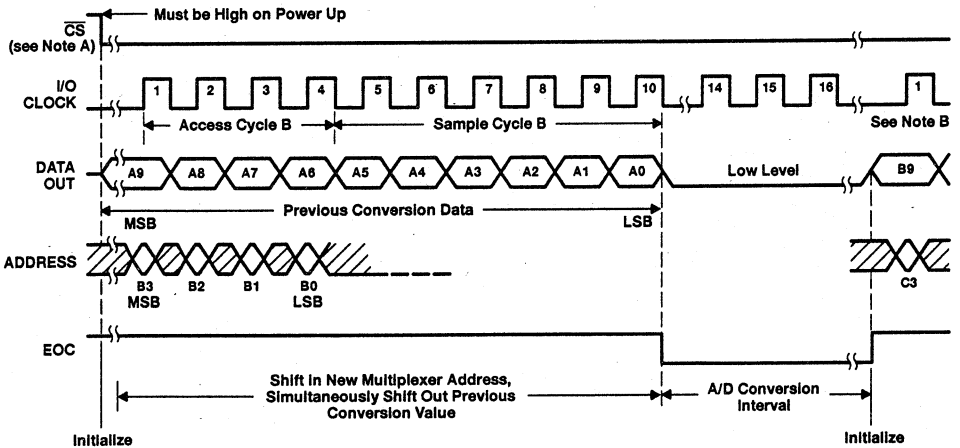 Must be High on Power Up
CS
(see Note A)
I/O
CLOCK
1 2 3 4 5 6 7 8 9 10 14 15 16 1
Access Cycle B
Sample Cycle B
See Note B
DATA
OUT
A9 A8 A7 A6 A5 A4 A3 A2 A1 A0
Low Level
B9
Previous Conversion Data
MSB
LSB
ADDRESS
B3 B2 B1 B0
MSB LSB
C3
EOC
Shift in New Multiplexer Address,
Simultaneously Shift Out Previous
Conversion Value
A/D Conversion
Interval
Initialize
Initialize